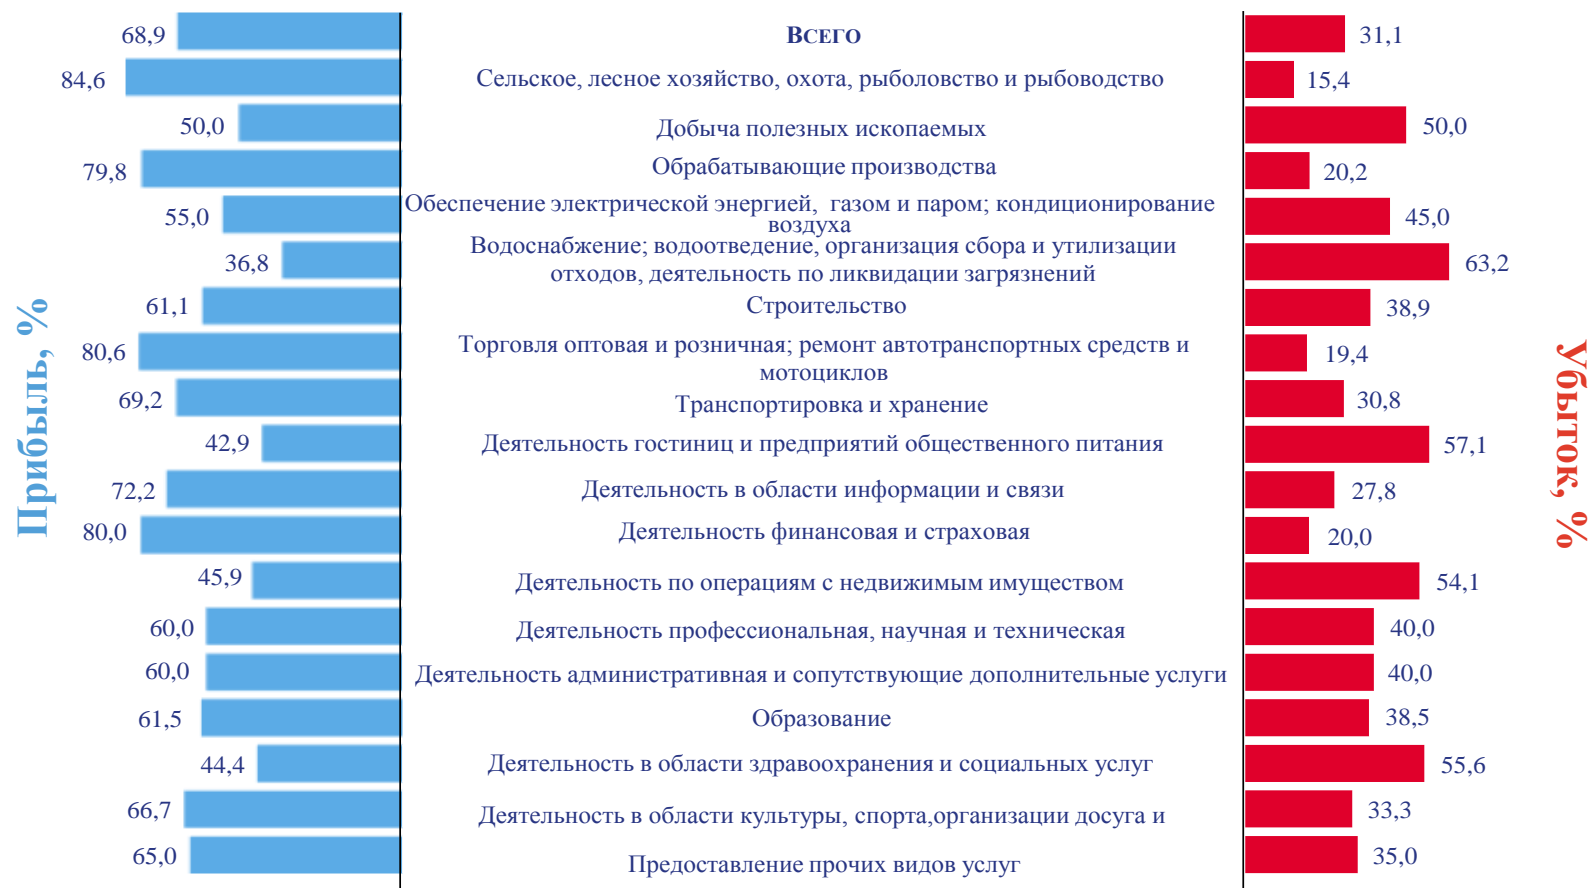 68,9 ВСЕГО 31,1
84,6 Сельское, лесное хозяйство, охота, рыболовство и рыбоводство 15,4
50,0 Добыча полезных ископаемых 50,0
79,8 Обрабатывающие производства 20,2
55,0 Обеспечение электрической энергией, газом и паром; кондиционирование 45,0
воздуха
36,8 Водоснабжение; водоотведение, организация сбора и утилизации 63,2
отходов, деятельность по ликвидации загрязнений
61,1 Строительство 38,9
80,6 Торговля оптовая и розничная; ремонт автотранспортных средств и 19,4
мотоциклов
69,2 Транспортировка и хранение 30,8
42,9 Деятельность гостиниц и предприятий общественного питания 57,1
72,2 Деятельность в области информации и связи 27,8
80,0 Деятельность финансовая и страховая 20,0
45,9 Деятельность по операциям с недвижимым имуществом 54,1
60,0 Деятельность профессиональная, научная и техническая 40,0
60,0 Деятельность административная и сопутствующие дополнительные услуги 40,0
61,5 Образование 38,5
44,4 Деятельность в области здравоохранения и социальных услуг 55,6
66,7 Деятельность в области культуры, спорта,организации досуга и 33,3
65,0 Предоставление прочих видов услуг 35,0
Прибыль, %
Убыток, %